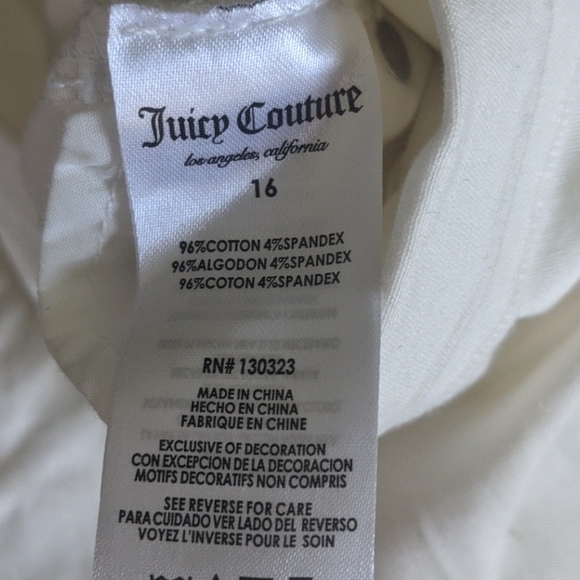 Juicy Couture
los angeles, california
16
96%COTTON 4%SPANDEX
96%ALGODON 4%SPANDEX
96%COTON 4%SPANDEX
RN# 130323
MADE IN CHINA
HECHO EN CHINA
FABRIQUE EN CHINE
EXCLUSIVE OF DECORATION
CON EXCEPCION DE LA DECORACION
MOTIFS DECORATIFS NON COMPRIS
SEE REVERSE FOR CARE
PARA CUIDADO VER LADO DEL REVERSO
VOYEZ L'INVERSE POUR LE SOIN